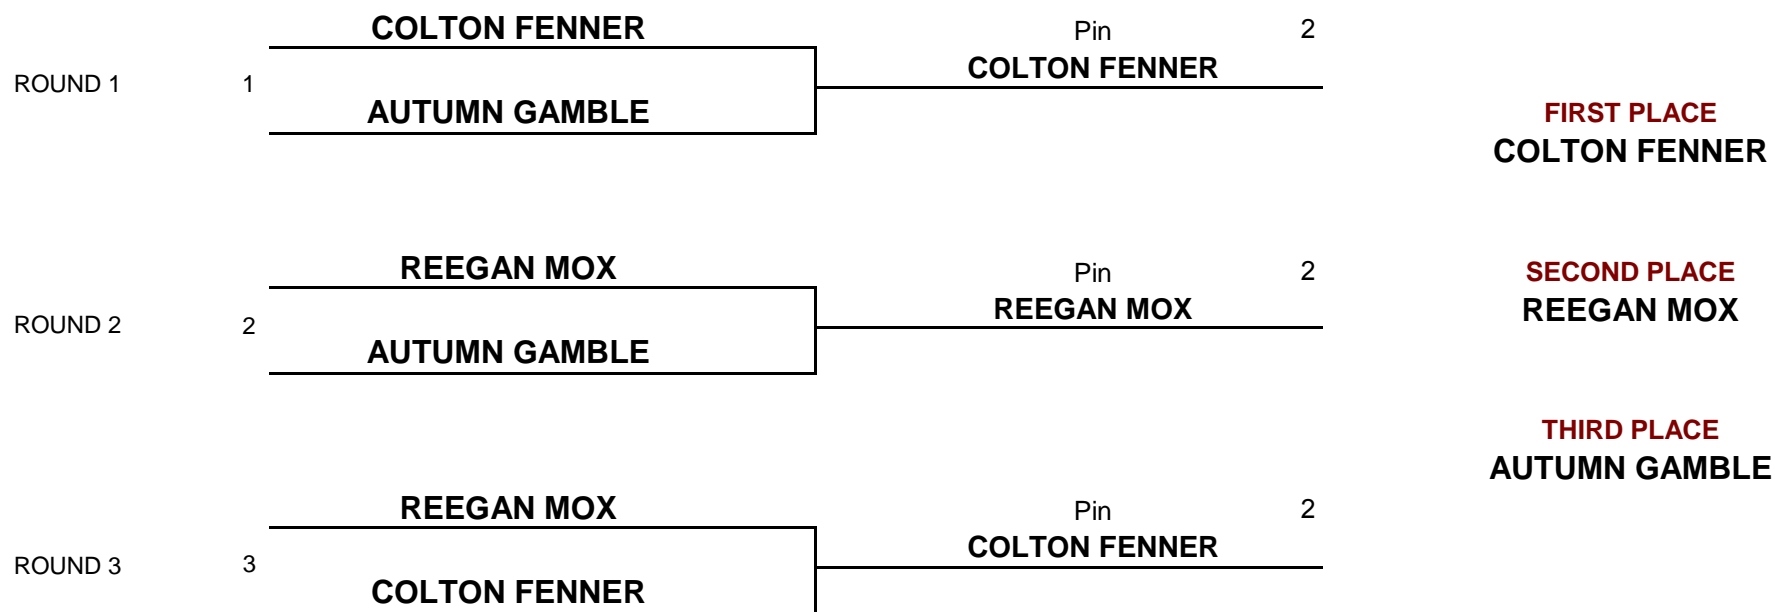 COLTON FENNER
Pin 2
COLTON FENNER
ROUND 1 1
AUTUMN GAMBLE
FIRST PLACE
COLTON FENNER
REEGAN MOX
Pin 2
SECOND PLACE
REEGAN MOX
REEGAN MOX
ROUND 2 2
AUTUMN GAMBLE
THIRD PLACE
AUTUMN GAMBLE
REEGAN MOX
Pin 2
COLTON FENNER
ROUND 3 3
COLTON FENNER